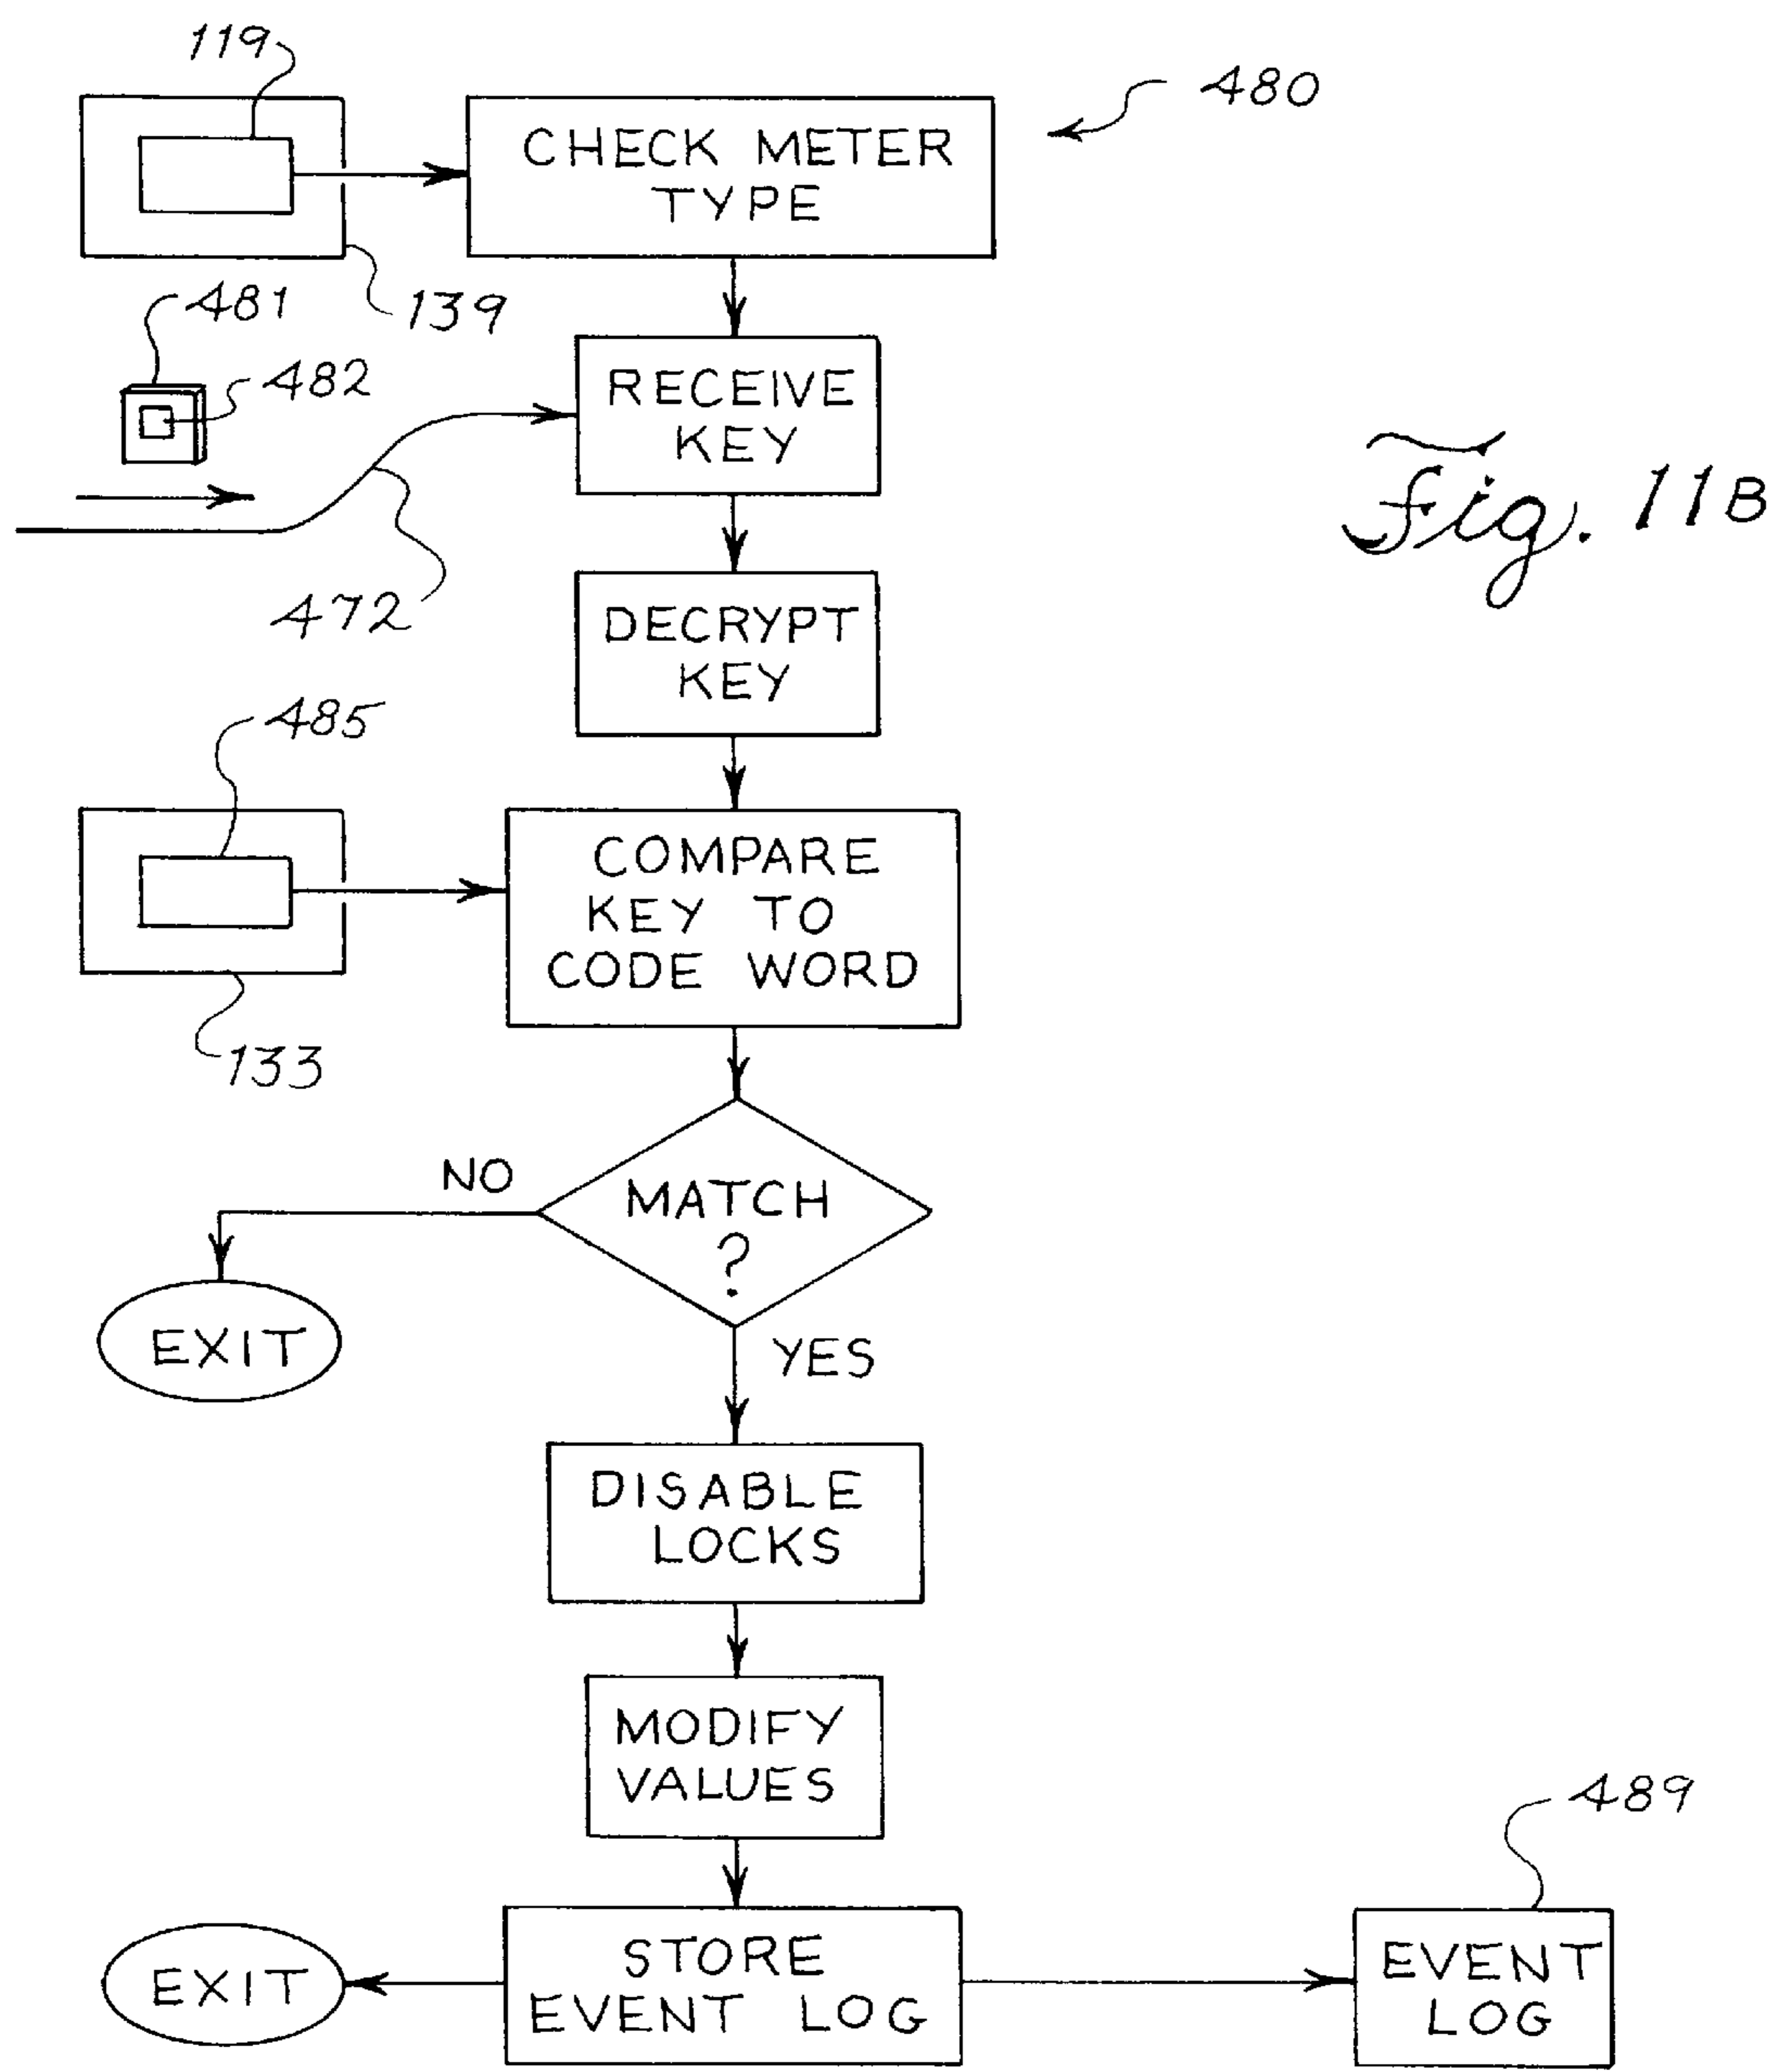 119
480
CHECK METER
TYPE
139
481
482
RECEIVE
KEY
Fig. 11B
472
DECRYPT
KEY
485
COMPARE
KEY TO
CODE WORD
133
NO
MATCH
?
EXIT
YES
DISABLE
LOCKS
MODIFY
VALUES
489
STORE
EVENT LOG
EXIT
EVENT
LOG